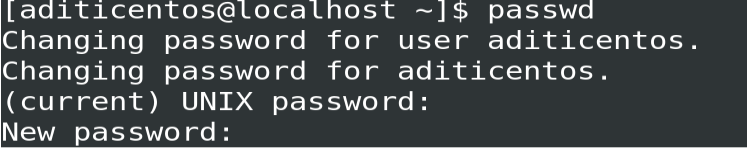 [aditicentos@localhost ~]$ passwd
Changing password for user aditicentos.
Changing password for aditicentos.
(current) UNIX password:
New password: